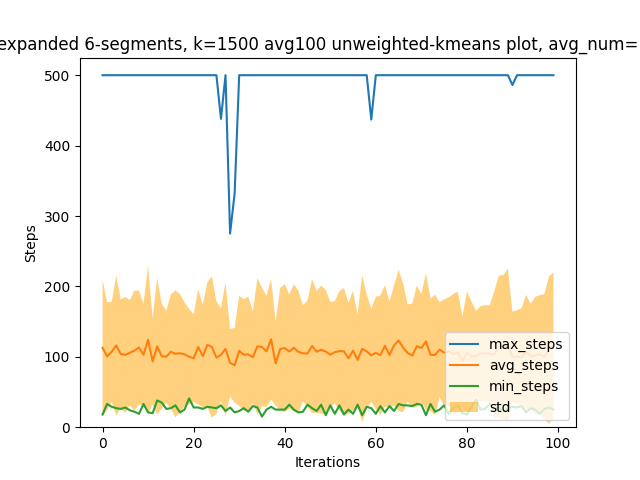 expanded 6-segments, k=1500 avg100 unweighted-kmeans plot, avg_num=
500
400
300
200
100
0
Steps
0 20 40 60 80 100
Iterations
max_steps
avg_steps
min_steps
std